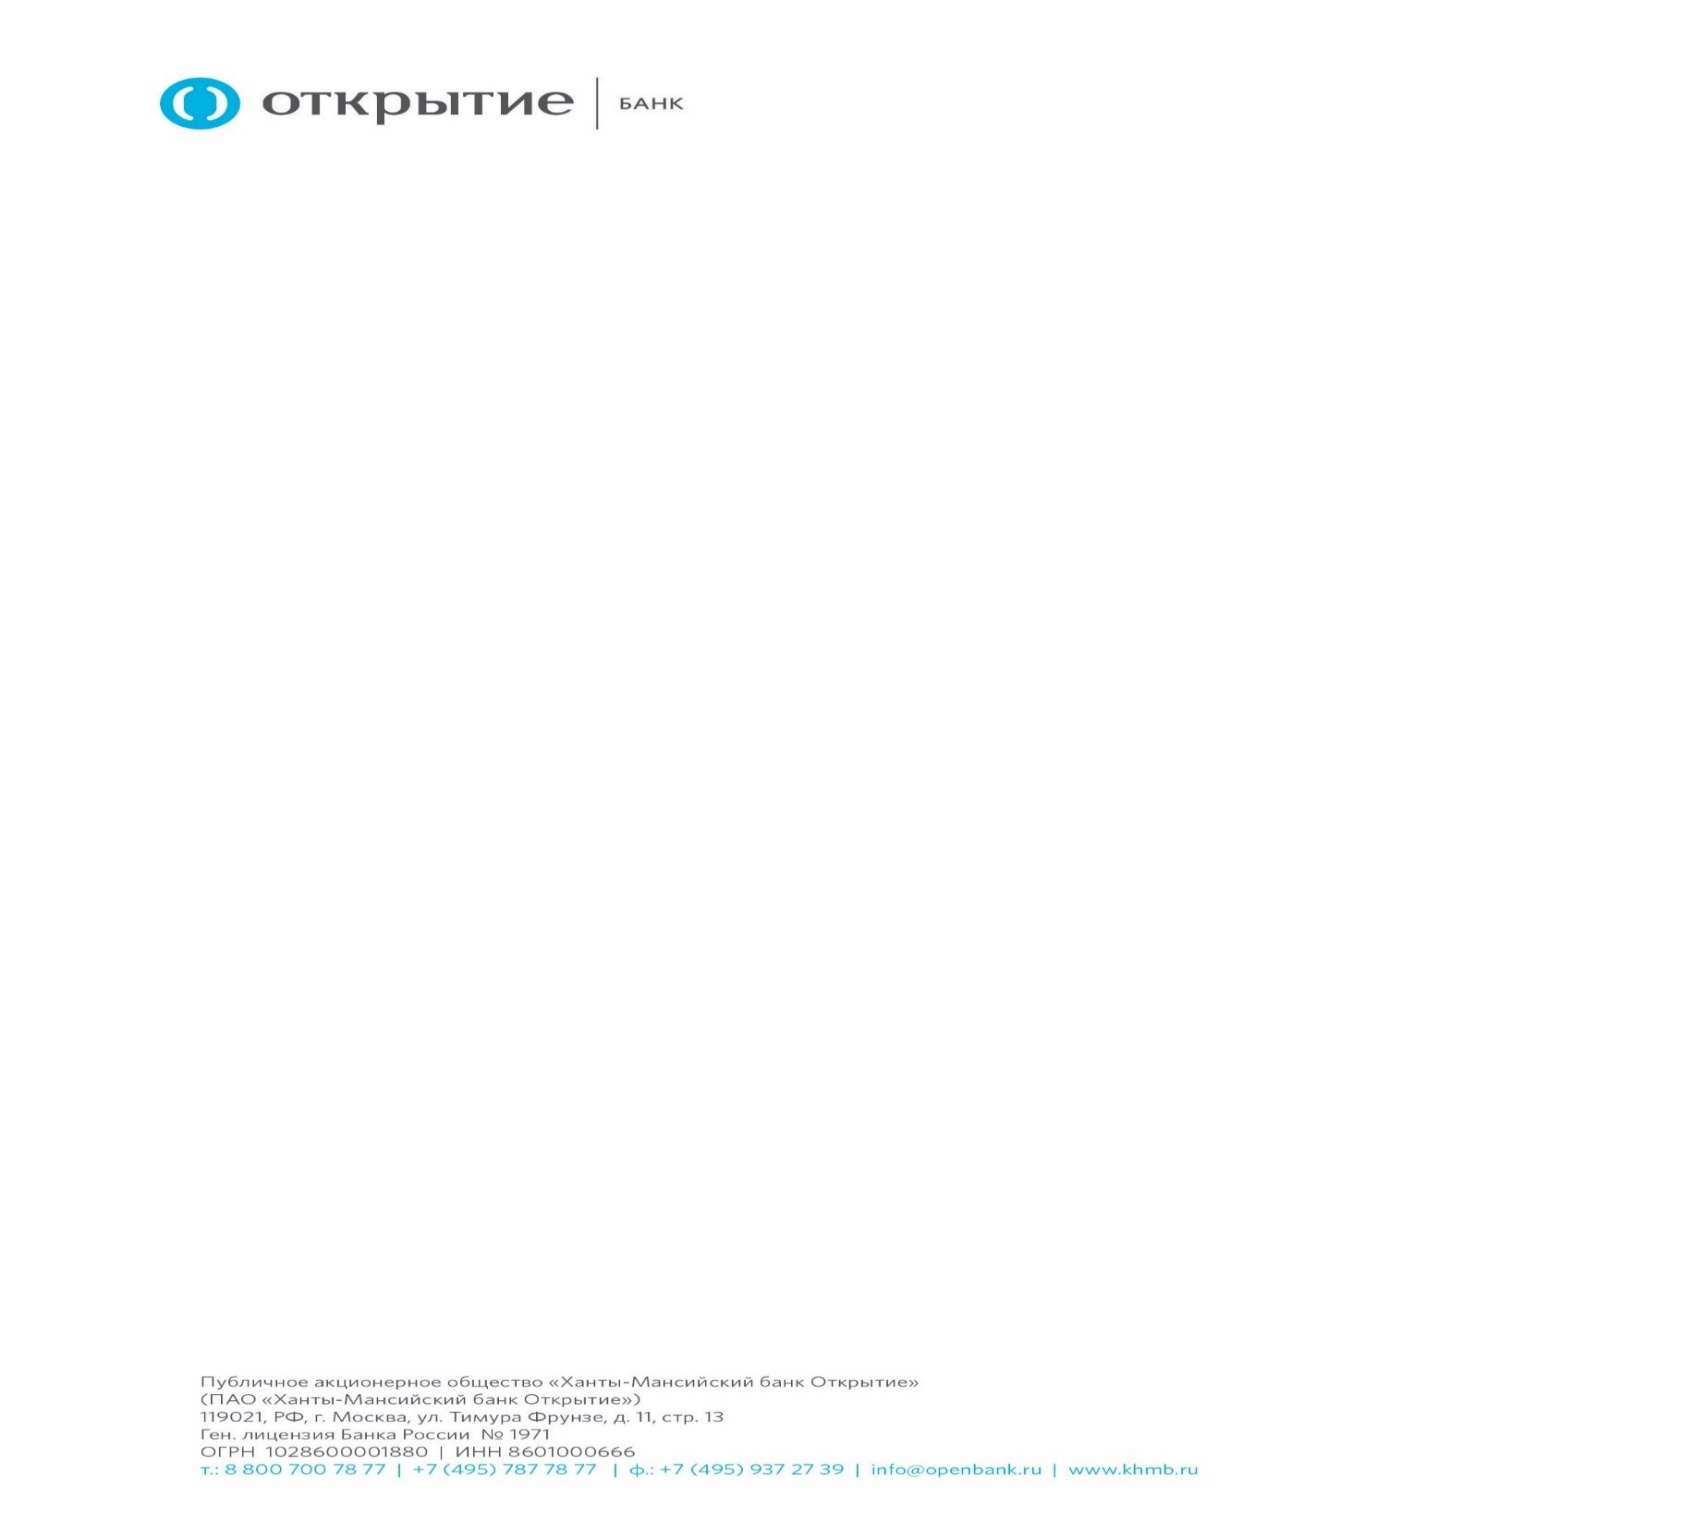 открытие БАНК
Публичное акционерное общество «Ханты-Мансийский банк Открытие»
(ПАО «Ханты-Мансийский банк Открытие»)
119021, РФ, г. Москва, ул. Тимура Фрунзе, д. 11, стр. 13
Ген. лицензия Банка России № 1971
ОГРН 1028600001880 | ИНН 8601000666
т.: 8 800 700 78 77 | +7 (495) 787 78 77 | ф.: +7 (495) 937 27 39 | info@openbank.ru | www.khmb.ru